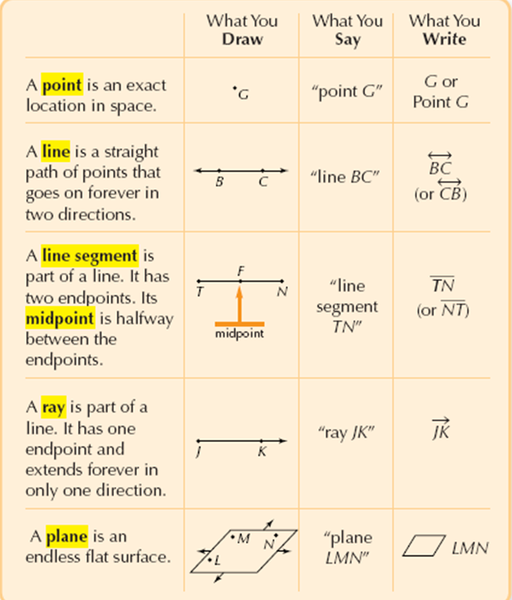 What You Draw
What You Say
What You Write
A point is an exact
location in space.
G
“point G”
G or
Point G
A line is a straight
path of points that
goes on forever in
two directions.
B C
“line BC”
BC
(or CB)
A line segment is
part of a line. It has
two endpoints. Its
midpoint is halfway
between the
endpoints.
F
T N
midpoint
“line
segment
TN”
TN
(or NT)
A ray is part of a
line. It has one
endpoint and
extends forever in
only one direction.
J K
“ray JK”
JK
A plane is an
endless flat surface.
M
N
L
“plane
LMN”
LMN